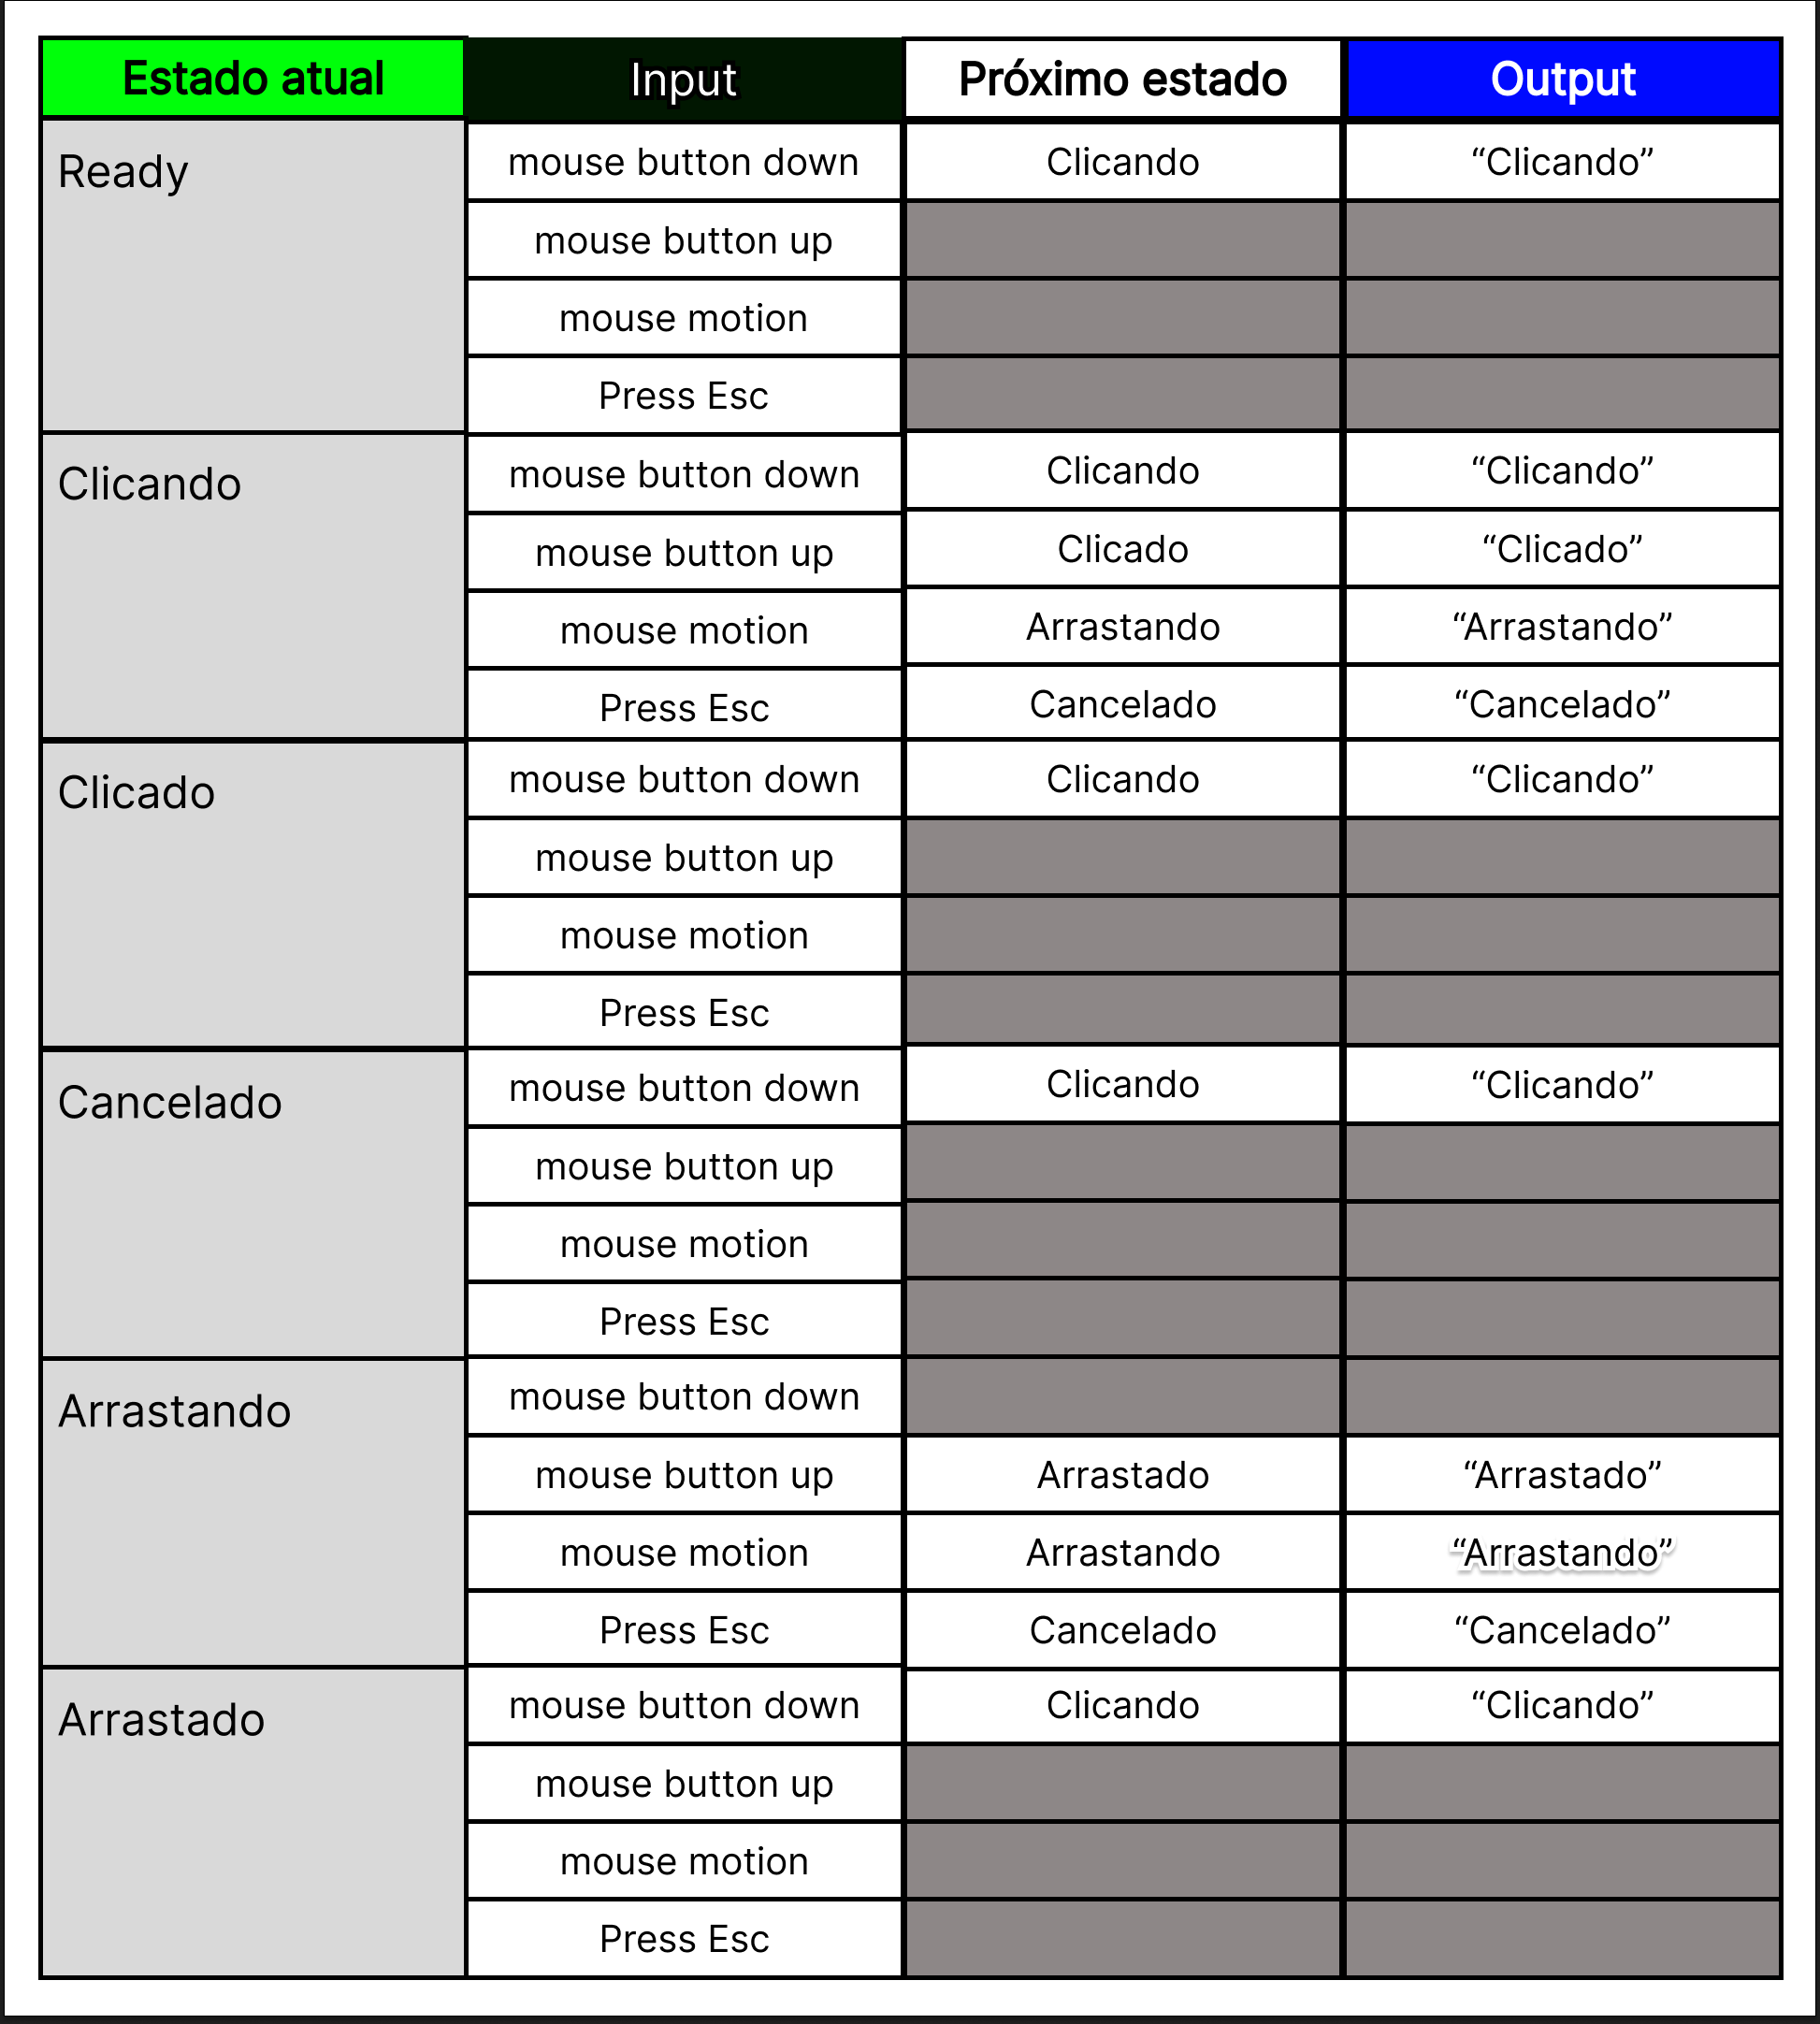 Estado atual Input Próximo estado Output
Ready mouse button down Clicando “Clicando”
mouse button up
mouse motion
Press Esc
Clicando mouse button down Clicando “Clicando”
mouse button up Clicado “Clicado”
mouse motion Arrastando “Arrastando”
Press Esc Cancelado “Cancelado”
Clicado mouse button down Clicando “Clicando”
mouse button up
mouse motion
Press Esc
Cancelado mouse button down Clicando “Clicando”
mouse button up
mouse motion
Press Esc
Arrastando mouse button down
mouse button up Arrastado “Arrastado”
mouse motion Arrastando “Arrastando”
Press Esc Cancelado “Cancelado”
Arrastado mouse button down Clicando “Clicando”
mouse button up
mouse motion
Press Esc